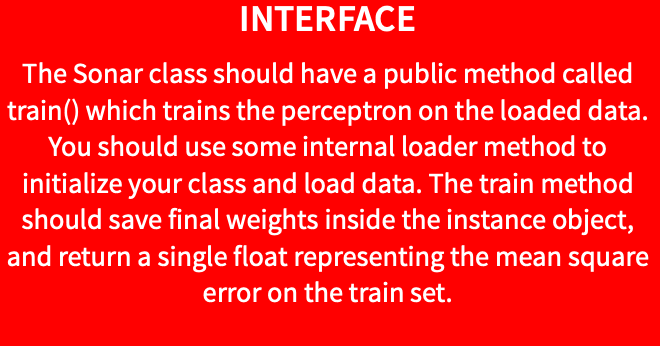 INTERFACE
The Sonar class should have a public method called
train() which trains the perceptron on the loaded data.
You should use some internal loader method to
initialize your class and load data. The train method
should save final weights inside the instance object,
and return a single float representing the mean square
error on the train set.